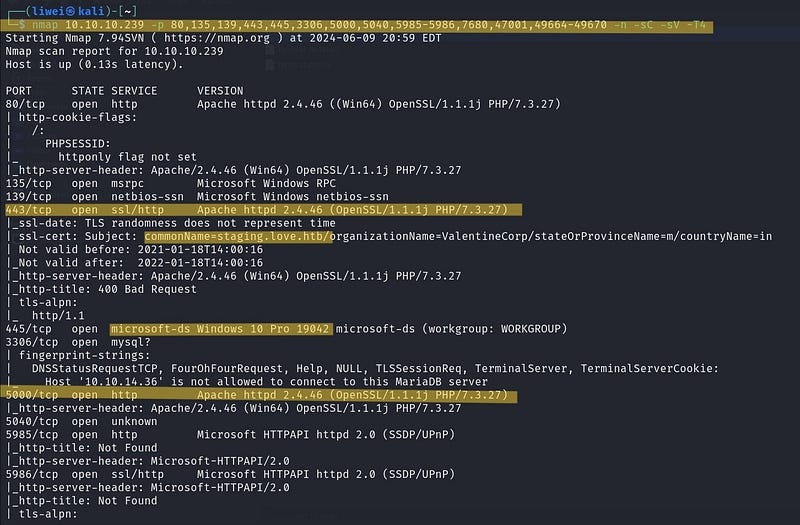 ┌──(liwei㉿kali)-[~]
└─$ nmap 10.10.10.239 -p 80,135,139,443,445,3306,5000,5040,5985-5986,7680,47001,49664-49670 -n -sC -sV -T4
Starting Nmap 7.94SVN ( https://nmap.org ) at 2024-06-09 20:59 EDT
Nmap scan report for 10.10.10.239
Host is up (0.13s latency).

PORT      STATE SERVICE      VERSION
80/tcp    open  http         Apache httpd 2.4.46 ((Win64) OpenSSL/1.1.1j PHP/7.3.27)
| http-cookie-flags:
|   /:
|     PHPSESSID:
|_      httponly flag not set
|_http-server-header: Apache/2.4.46 (Win64) OpenSSL/1.1.1j PHP/7.3.27
135/tcp   open  msrpc        Microsoft Windows RPC
139/tcp   open  netbios-ssn  Microsoft Windows netbios-ssn
443/tcp   open  ssl/http     Apache httpd 2.4.46 (OpenSSL/1.1.1j PHP/7.3.27)
|_ssl-date: TLS randomness does not represent time
| ssl-cert: Subject: commonName=staging.love.htb/organizationName=ValentineCorp/stateOrProvinceName=m/countryName=in
| Not valid before: 2021-01-18T14:00:16
|_Not valid after:  2022-01-18T14:00:16
|_http-server-header: Apache/2.4.46 (Win64) OpenSSL/1.1.1j PHP/7.3.27
|_http-title: 400 Bad Request
| tls-alpn:
|_  http/1.1
445/tcp   open  microsoft-ds Windows 10 Pro 19042 microsoft-ds (workgroup: WORKGROUP)
3306/tcp  open  mysql?
| fingerprint-strings:
|   DNSStatusRequestTCP, FourOhFourRequest, Help, NULL, TLSSessionReq, TerminalServer, TerminalServerCookie:
|_    Host '10.10.14.36' is not allowed to connect to this MariaDB server
5000/tcp  open  http         Apache httpd 2.4.46 (OpenSSL/1.1.1j PHP/7.3.27)
|_http-server-header: Apache/2.4.46 (Win64) OpenSSL/1.1.1j PHP/7.3.27
5040/tcp  open  unknown
5985/tcp  open  http         Microsoft HTTPAPI httpd 2.0 (SSDP/UPnP)
|_http-title: Not Found
|_http-server-header: Microsoft-HTTPAPI/2.0
5986/tcp  open  ssl/http     Microsoft HTTPAPI httpd 2.0 (SSDP/UPnP)
|_http-server-header: Microsoft-HTTPAPI/2.0
|_http-title: Not Found
| tls-alpn: